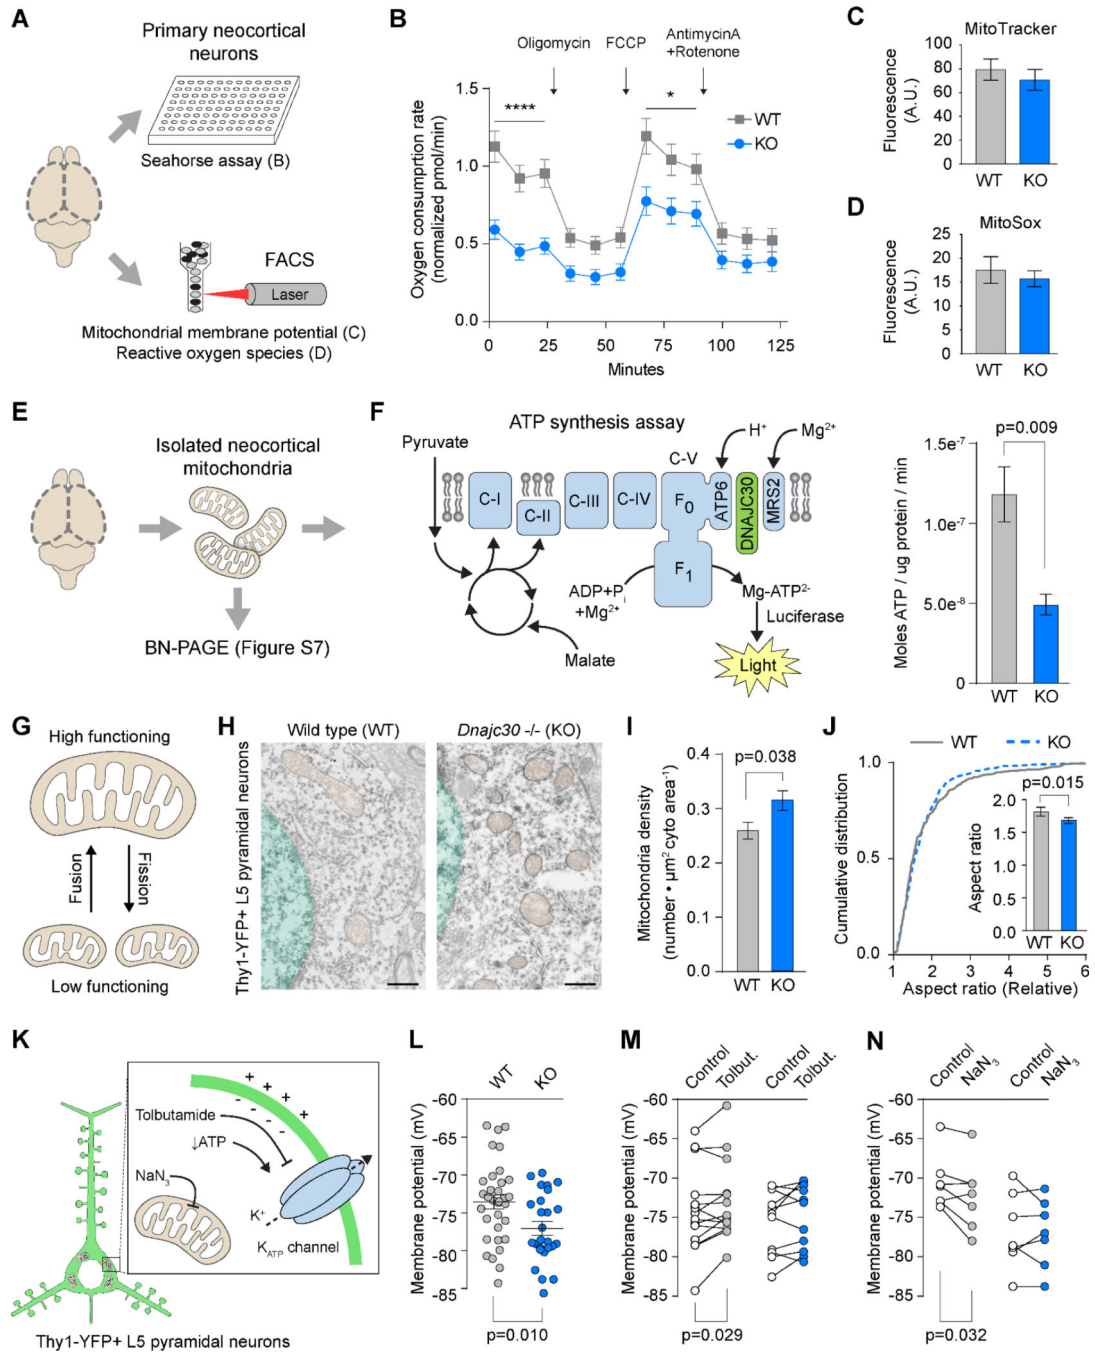 A
Primary neocortical
neurons
Seahorse assay (B)
FACS
Laser
Mitochondrial membrane potential (C)
Reactive oxygen species (D)
B
Oligomycin
FCCP
AntimycinA
+Rotenone
Oxygen consumption rate
(normalized pmol/min)
1.5
1.0
0.5
0.0
****
*
WT
KO
0 25 50 75 100 125
Minutes
C
MitoTracker
Fluorescence
(A.U.)
100
80
60
40
20
0
WT KO
D
MitoSox
Fluorescence
(A.U.)
25
20
15
10
5
0
WT KO
E
Isolated neocortical
mitochondria
BN-PAGE (Figure S7)
F
ATP synthesis assay
Pyruvate
H⁺
Mg²⁺
C-V
C-I
C-II
C-III
C-IV
F₀
F₁
ATP6
DNAJC30
MRS2
ADP+Pᵢ
+Mg²⁺
Mg-ATP²⁻
Luciferase
Malate
Light
Moles ATP / ug protein / min
p=0.009
1.5e⁻⁷
1.0e⁻⁷
5.0e⁻⁸
0
WT KO
G
High functioning
Fusion
Fission
Low functioning
H
Thy1-YFP+ L5 pyramidal neurons
Wild type (WT)
Dnajc30 -/- (KO)
I
Mitochondria density
(number • µm² cyto area⁻¹)
p=0.038
0.4
0.3
0.2
0.1
0.0
WT KO
J
WT
KO
Cumulative distribution
1.0
0.5
0.0
1 2 3 4 5 6
Aspect ratio (Relative)
p=0.015
Aspect ratio
2.0
1.5
1.0
0.5
0.0
WT KO
K
Tolbutamide
↓ATP
NaN₃
K⁺
K_ATP channel
+ + + + +
- - - - -
Thy1-YFP+ L5 pyramidal neurons
L
WT
KO
Membrane potential (mV)
-60
-65
-70
-75
-80
-85
p=0.010
M
Control
Tolbut.
Control
Tolbut.
Membrane potential (mV)
-60
-65
-70
-75
-80
-85
p=0.029
N
Control
NaN₃
Control
NaN₃
Membrane potential (mV)
-60
-65
-70
-75
-80
-85
p=0.032